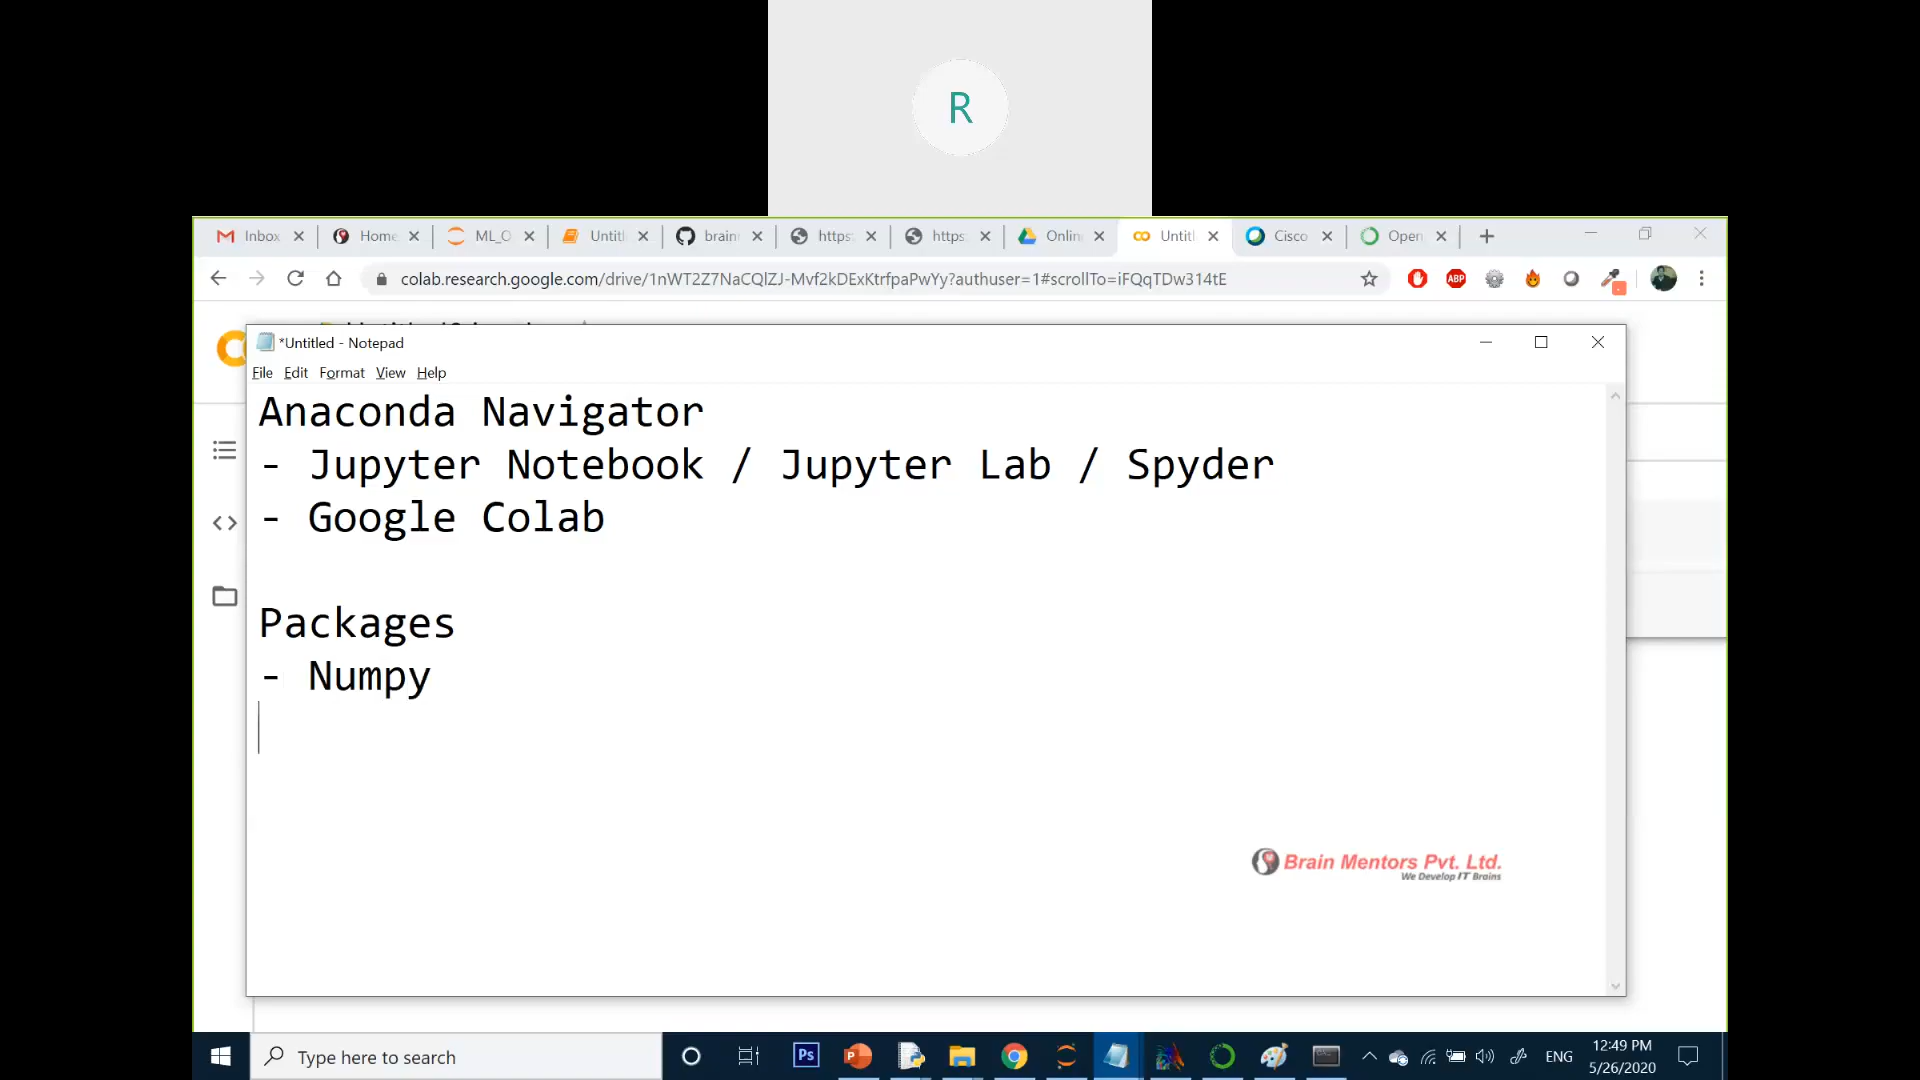 R
Inbox
Home
ML_O
Untitl
brain
https:
https:
Onlin
Untitl
Cisco
Open
colab.research.google.com/drive/1nWT2Z7NaCQlZJ-Mvf2kDExKtrfpaPwYy?authuser=1#scrollTo=iFQqTDw314tE
ABP
*Untitled - Notepad
File Edit Format View Help
Anaconda Navigator
- Jupyter Notebook / Jupyter Lab / Spyder
- Google Colab
Packages
- Numpy
Brain Mentors Pvt. Ltd.
We Develop IT Brains
Type here to search
Ps
P
ENG
12:49 PM
5/26/2020